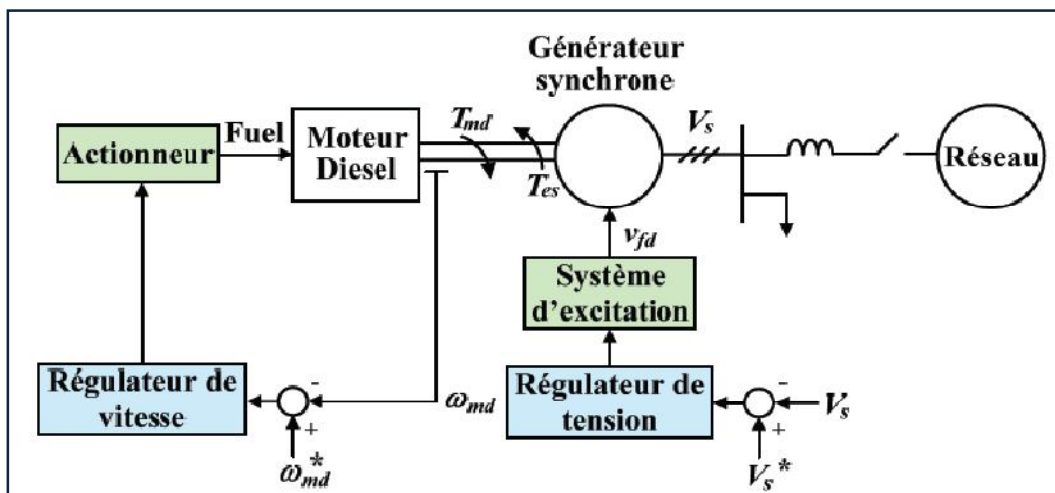 Générateur
synchrone
Actionneur
Fuel
Moteur
Diesel
T_md
T_es
V_s
Réseau
v_fd
Système
d'excitation
Régulateur de
vitesse
-
+
ω_md
ω_md*
Régulateur de
tension
-
+
V_s
V_s*